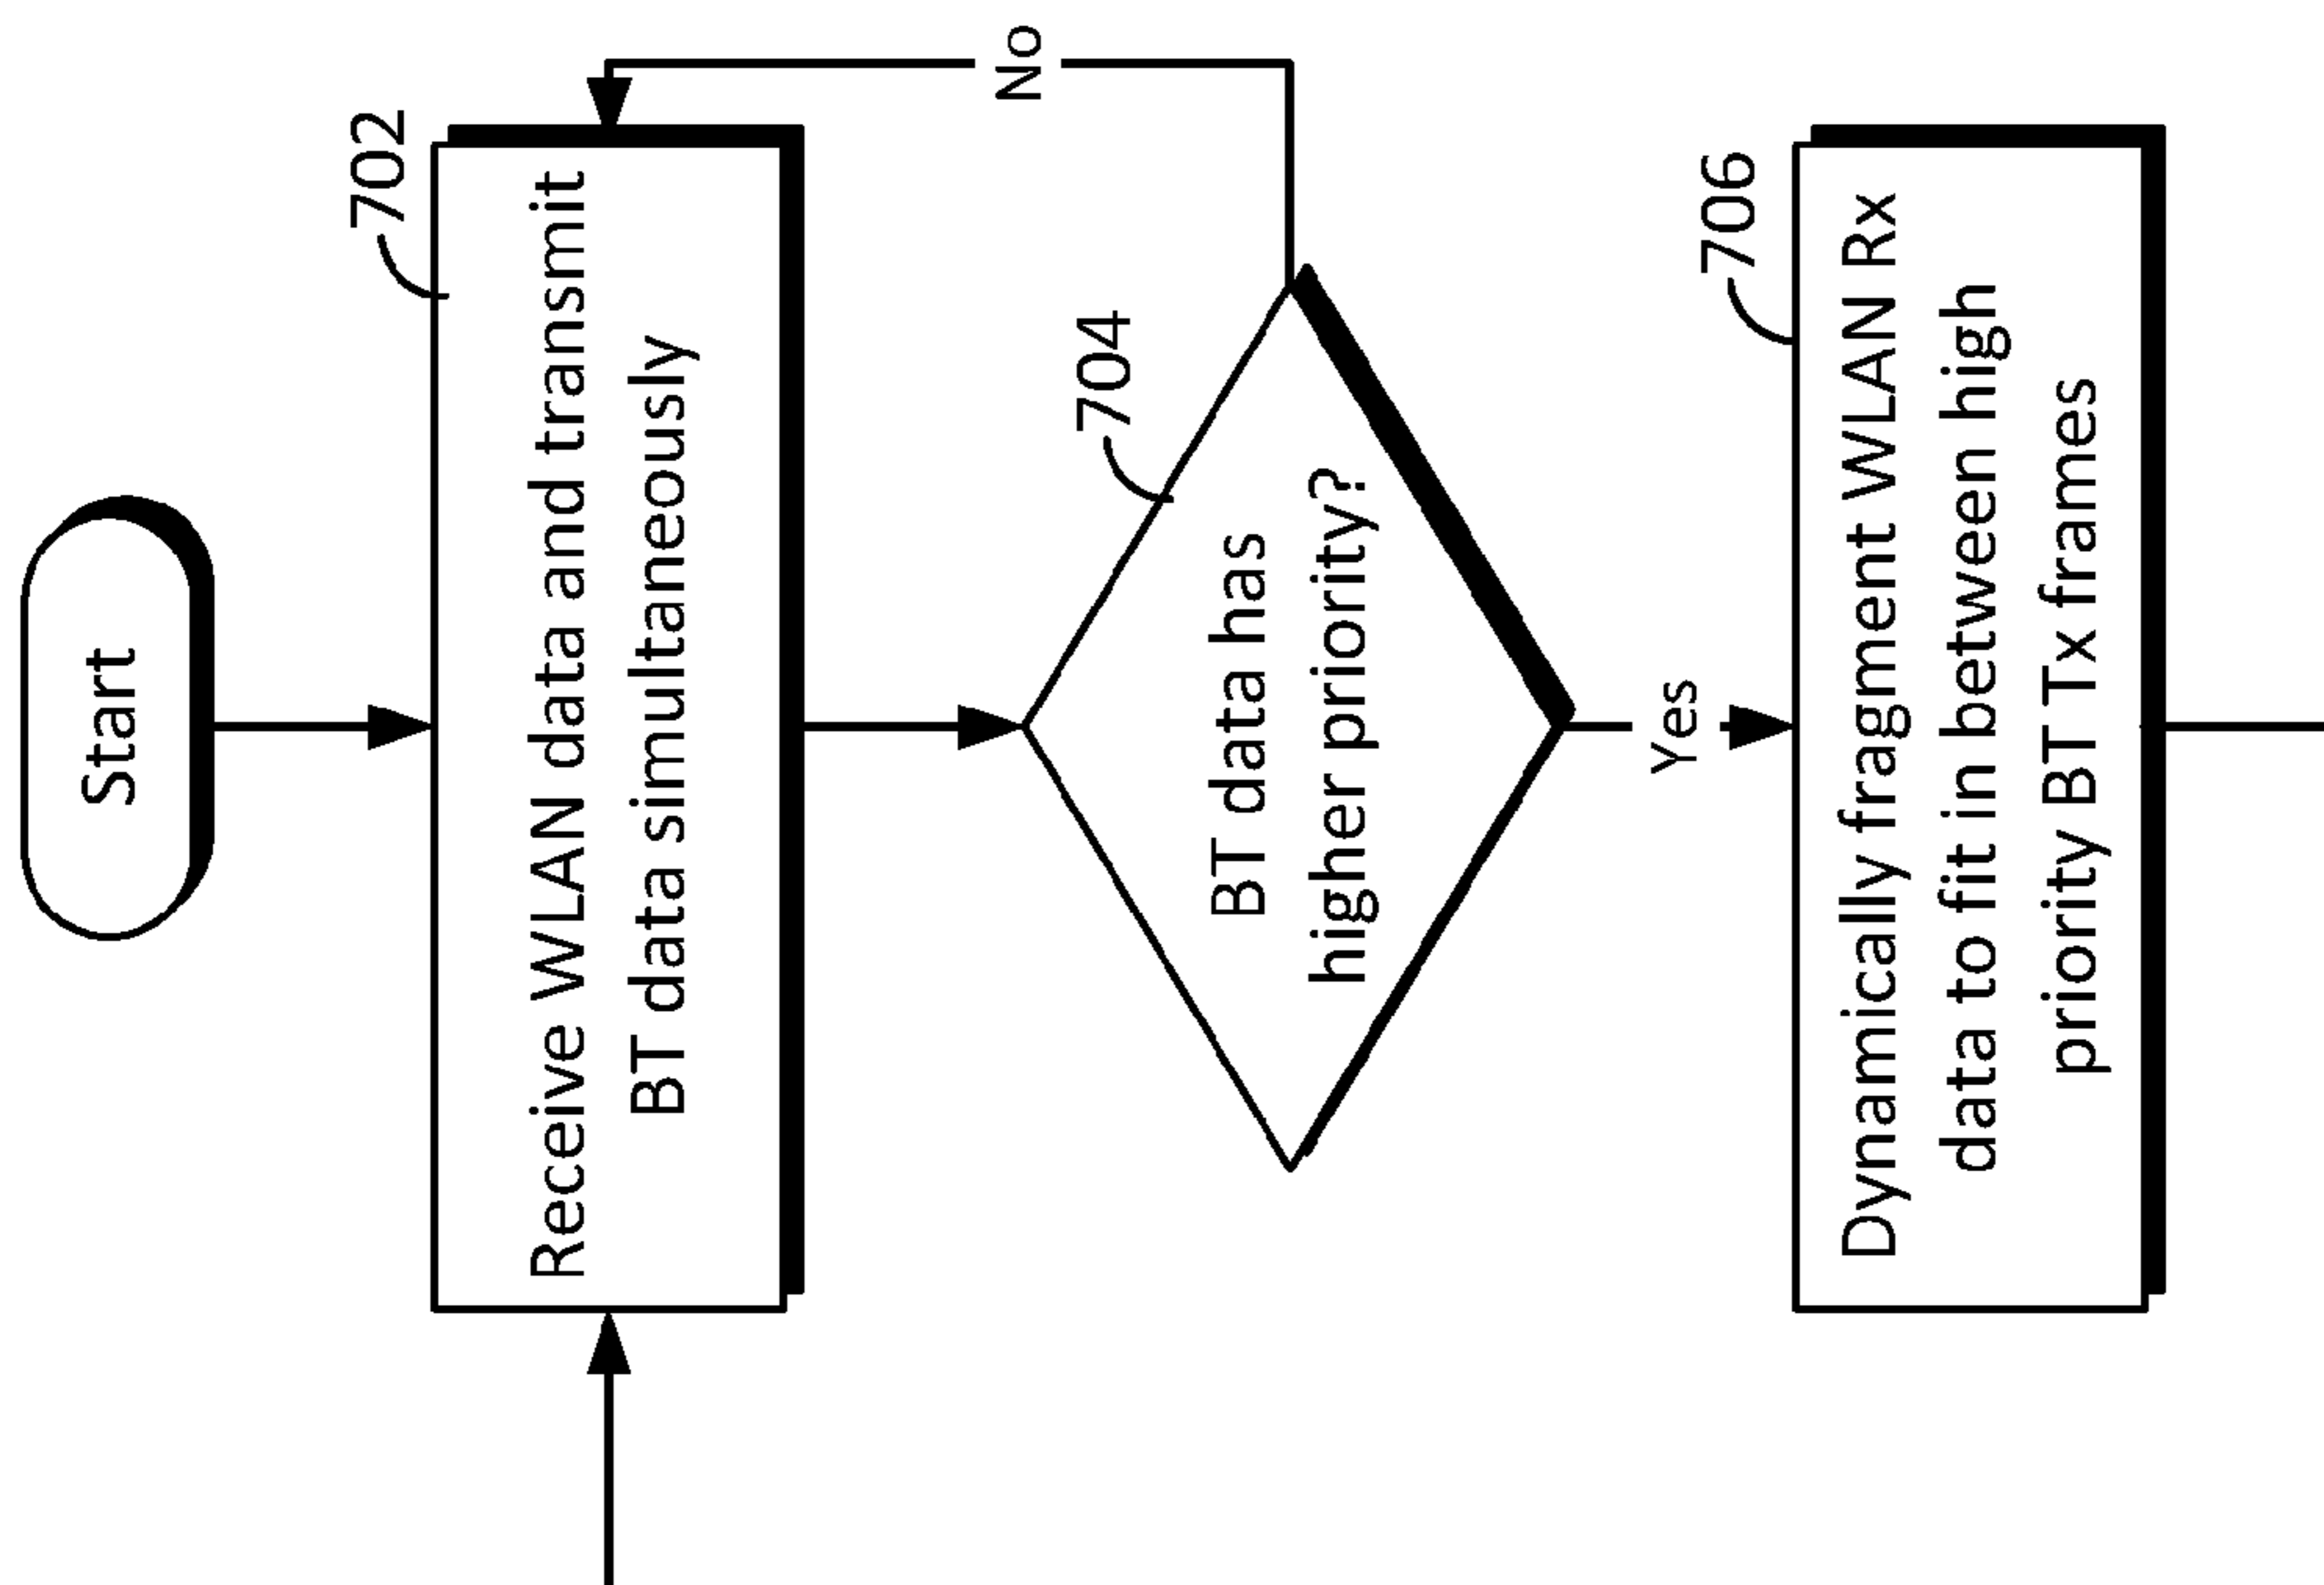 Start
702
Receive WLAN data and transmit
BT data simultaneously
704
BT data has
higher priority?
No
Yes
706
Dynamically fragment WLAN Rx
data to fit in between high
priority BT Tx frames